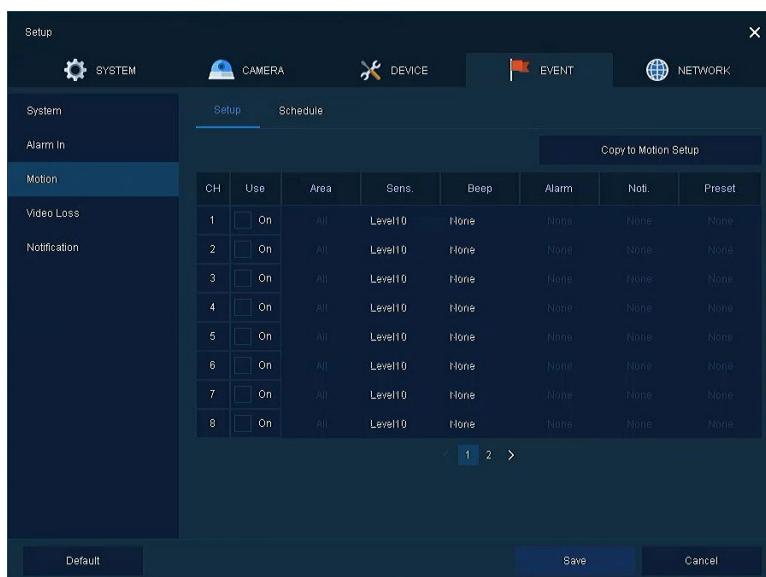 Setup
SYSTEM CAMERA DEVICE EVENT NETWORK
System
Alarm In
Motion
Video Loss
Notification
Setup Schedule
Copy to Motion Setup
CH Use Area Sens. Beep Alarm Noti. Preset
1 On All Level10 None None None None
2 On All Level10 None None None None
3 On All Level10 None None None None
4 On All Level10 None None None None
5 On All Level10 None None None None
6 On All Level10 None None None None
7 On All Level10 None None None None
8 On All Level10 None None None None
< 1 2 >
Default Save Cancel